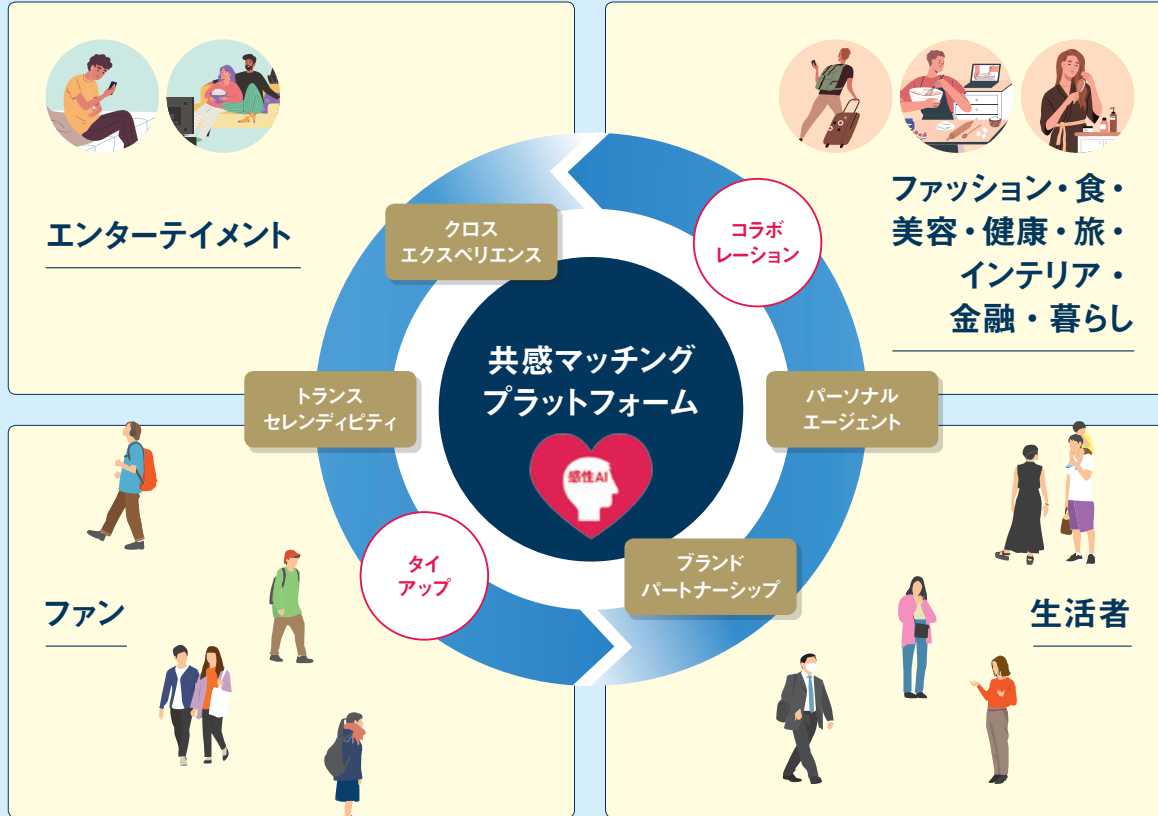 エンターテイメント
ファッション・食・
美容・健康・旅・
インテリア・
金融・暮らし
クロス
エクスペリエンス
コラボ
レーション
共感マッチング
プラットフォーム
感性AI
トランス
セレンディピティ
パーソナル
エージェント
タイ
アップ
ブランド
パートナーシップ
ファン
生活者